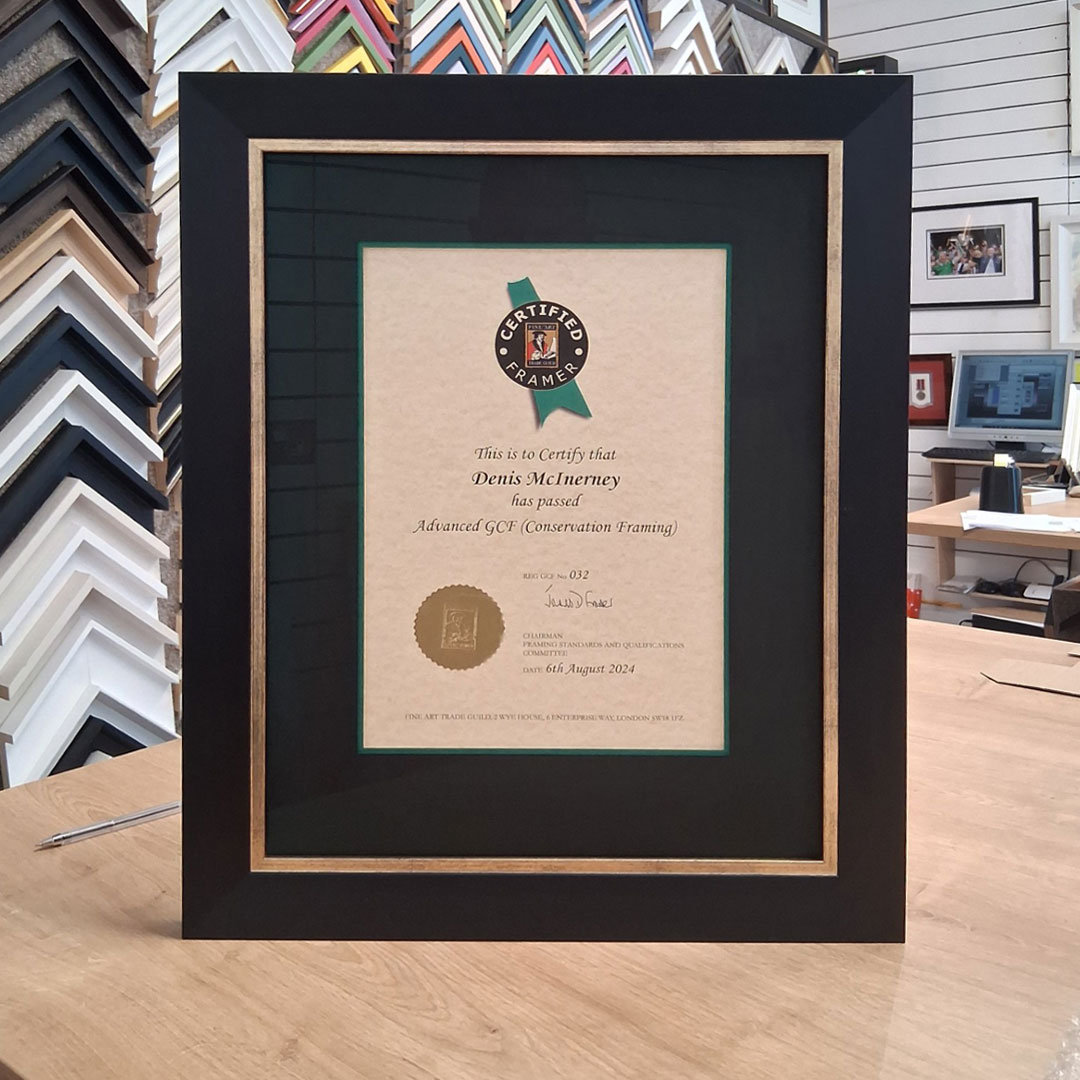 CERTIFIED
FINE ART
TRADE GUILD
FRAMER
This is to Certify that
Denis McInerney
has passed
Advanced GCF (Conservation Framing)
REG GCF No 032
CHAIRMAN
FRAMING STANDARDS AND QUALIFICATIONS
COMMITTEE
DATE 6th August 2024
FINE ART TRADE GUILD, 2 WYE HOUSE, 6 ENTERPRISE WAY, LONDON SW18 1FZ